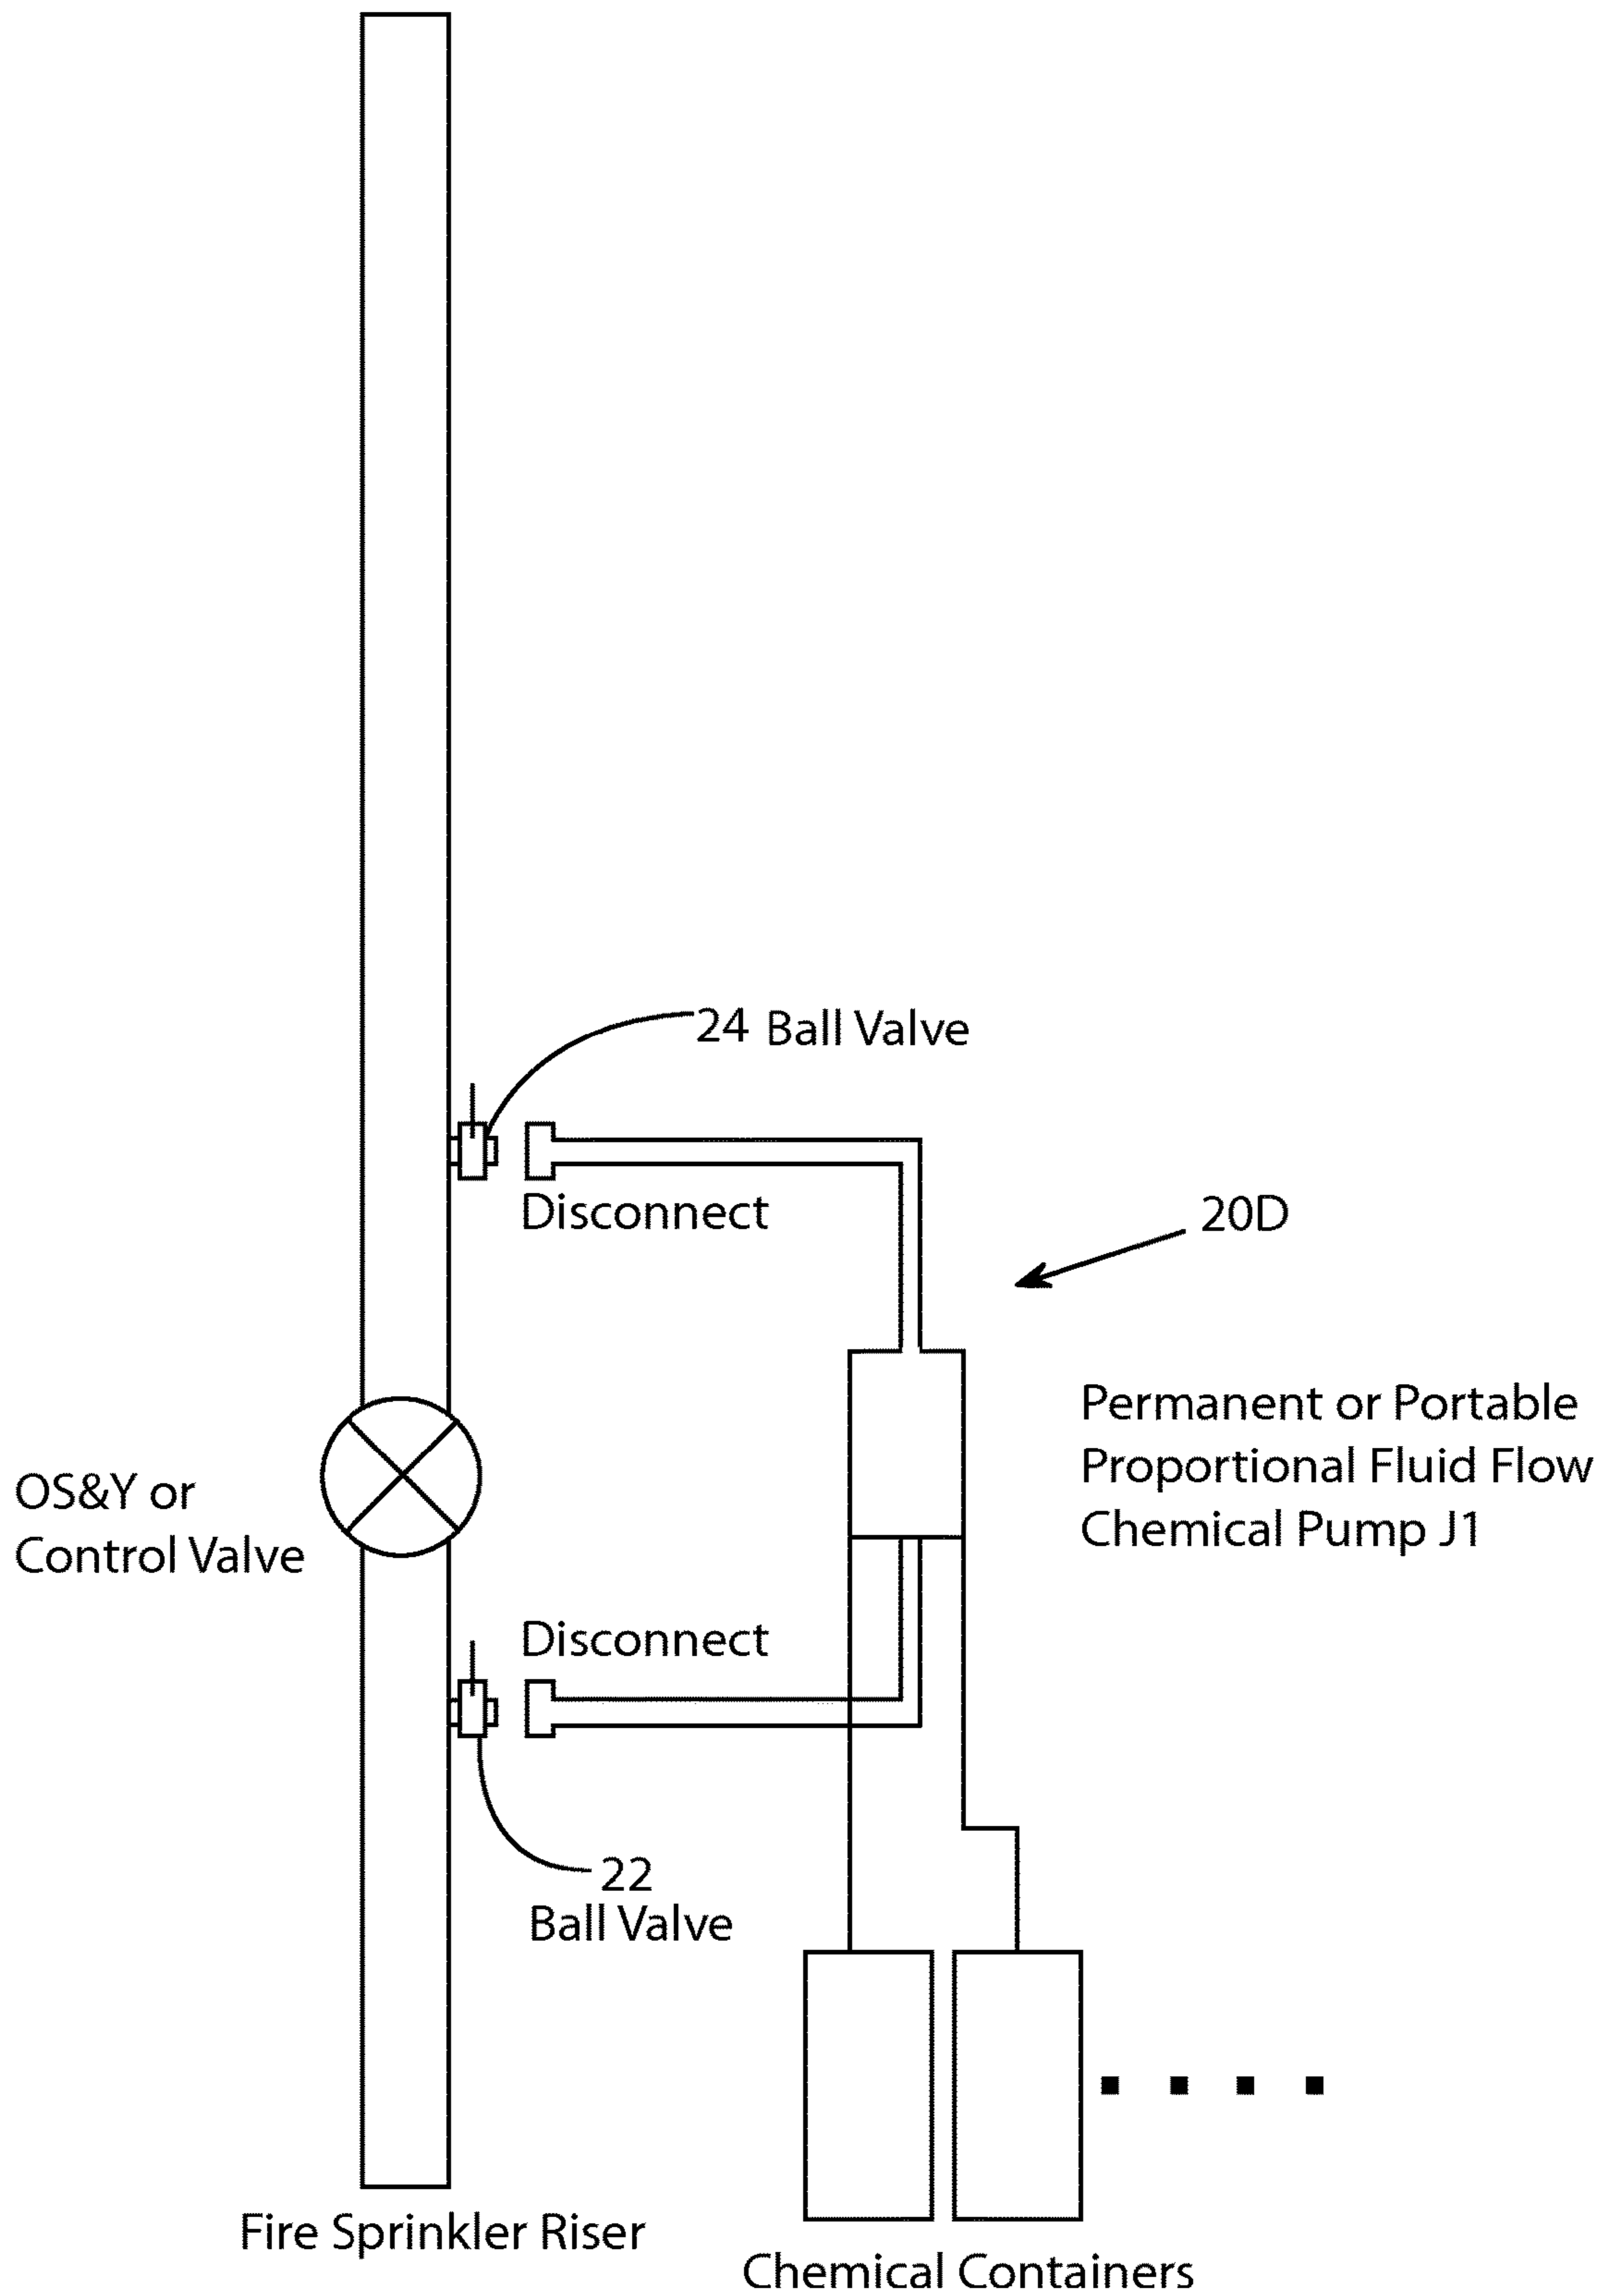 24 Ball Valve
Disconnect
20D
Permanent or Portable
Proportional Fluid Flow
Chemical Pump J1
OS&Y or
Control Valve
Disconnect
22
Ball Valve
Fire Sprinkler Riser
Chemical Containers